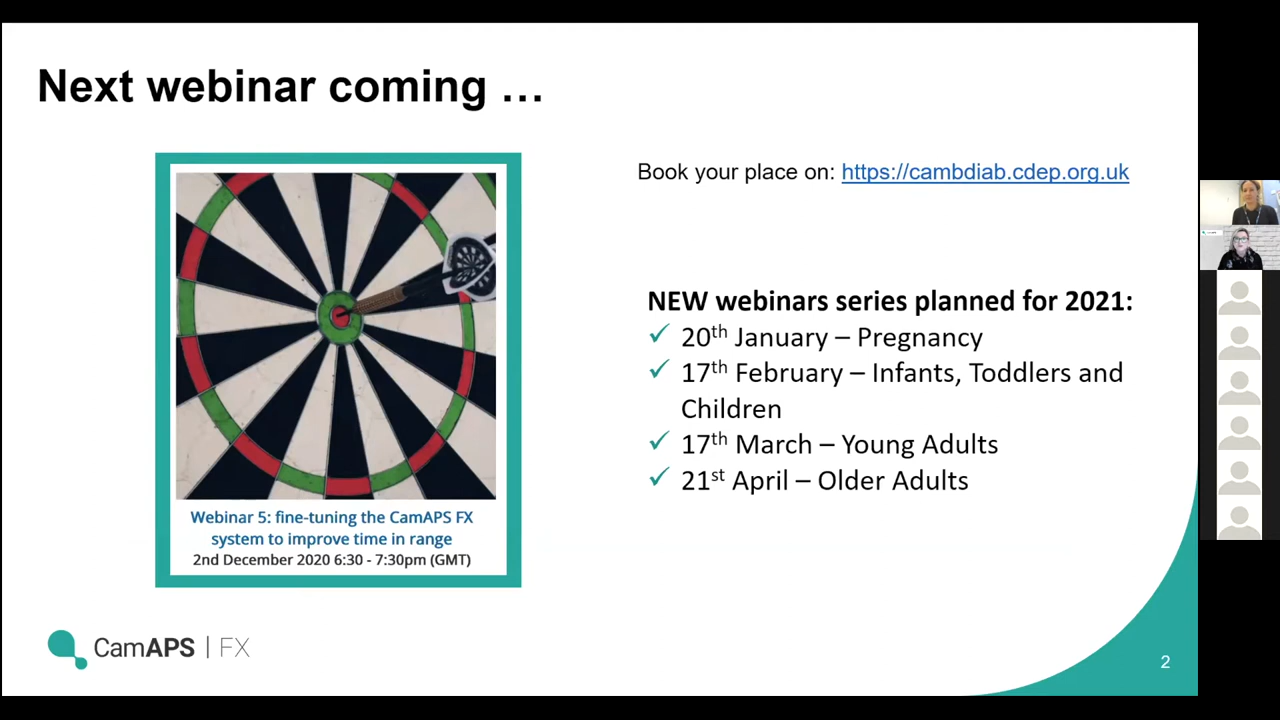 Next webinar coming …
Book your place on: https://cambdiab.cdep.org.uk
NEW webinars series planned for 2021:
✓ 20th January – Pregnancy
✓ 17th February – Infants, Toddlers and
Children
✓ 17th March – Young Adults
✓ 21st April – Older Adults
Webinar 5: fine-tuning the CamAPS FX
system to improve time in range
2nd December 2020 6:30 - 7:30pm (GMT)
CamAPS | FX
2